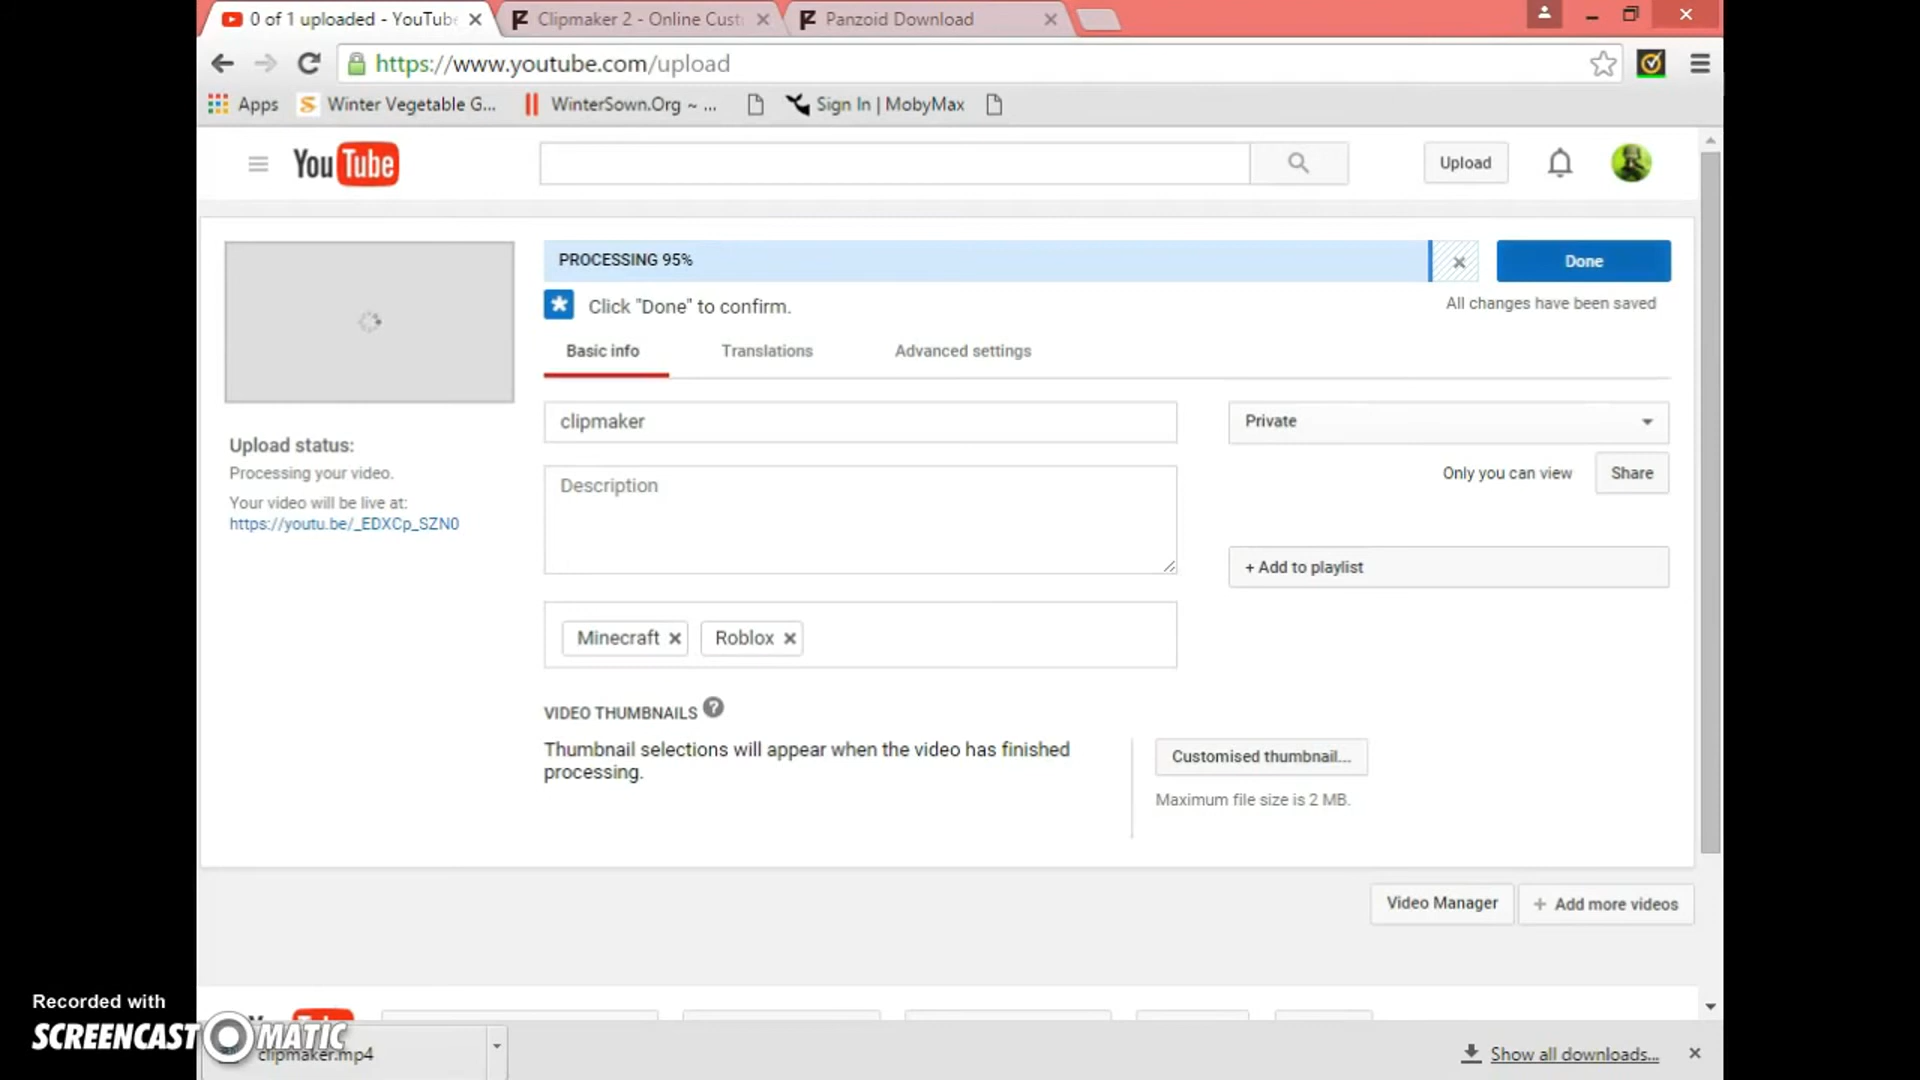 0 of 1 uploaded - YouTube
Clipmaker 2 - Online Cust
Panzoid Download
https://www.youtube.com/upload
Apps
Winter Vegetable G...
WinterSown.Org ~ ...
Sign In | MobyMax
YouTube
Upload
PROCESSING 95%
Done
Click "Done" to confirm.
All changes have been saved
Basic info
Translations
Advanced settings
clipmaker
Private
Upload status:
Processing your video.
Only you can view
Share
Description
Your video will be live at:
https://youtu.be/_EDXCp_SZN0
+ Add to playlist
Minecraft
Roblox
VIDEO THUMBNAILS
Thumbnail selections will appear when the video has finished
processing.
Customised thumbnail...
Maximum file size is 2 MB.
Video Manager
+ Add more videos
Recorded with
SCREENCAST O MATIC
clipmaker.mp4
Show all downloads...